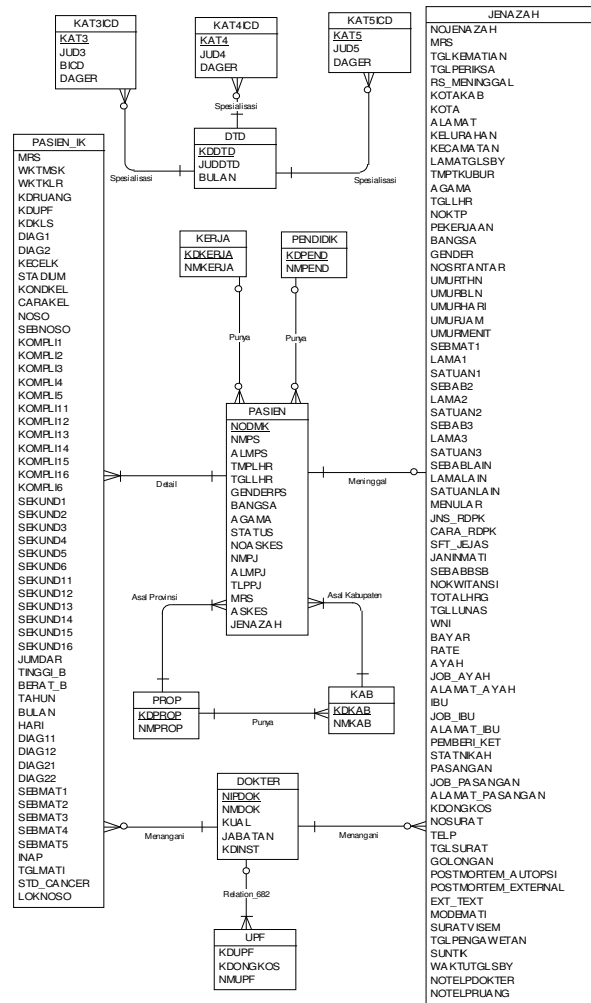 KAT3ICD
KAT3
JUD3
BICD
DAGER
KAT4ICD
KAT4
JUD4
DAGER
KAT5ICD
KAT5
JUD5
DAGER
Spesialisasi
Spesialisasi
Spesialisasi
DTD
KDDTD
JUDDTD
BULAN
PASIEN_IK
MRS
WKTMSK
WKTKLR
KDRUANG
KDUPF
KDKLS
DIAG1
DIAG2
KECELK
STADIUM
KONDKEL
CARAKEL
NOSO
SEBNOSO
KOMPLI1
KOMPLI2
KOMPLI3
KOMPLI4
KOMPLI5
KOMPLI11
KOMPLI12
KOMPLI13
KOMPLI14
KOMPLI15
KOMPLI16
KOMPLI6
SEKUND1
SEKUND2
SEKUND3
SEKUND4
SEKUND5
SEKUND6
SEKUND11
SEKUND12
SEKUND13
SEKUND14
SEKUND15
SEKUND16
JUMDAR
TINGGI_B
BERAT_B
TAHUN
BULAN
HARI
DIAG11
DIAG12
DIAG21
DIAG22
SEBMAT1
SEBMAT2
SEBMAT3
SEBMAT4
SEBMAT5
INAP
TGLMATI
STD_CANCER
LOKNOSO
KERJA
KDKERJA
NMKERJA
PENDIDIK
KDPEND
NMPEND
Punya
Punya
PASIEN
NODMK
NMPS
ALMPS
TMPLHR
TGLLHR
GENDERPS
BANGSA
AGAMA
STATUS
NOASKES
NMPJ
ALMPJ
TLPPJ
MRS
ASKES
JENAZAH
Detail
Meninggal
Asal Provinsi
Asal Kabupaten
PROP
KDPROP
NMPROP
Punya
KAB
KDKAB
NMKAB
DOKTER
NIPDOK
NMDOK
KUAL
JABATAN
KDINST
Menangani
Menangani
Relation_682
UPF
KDUPF
KDONGKOS
NMUPF
JENAZAH
NOJENAZAH
MRS
TGLKEMATIAN
TGLPERIKSA
RS_MENINGGAL
KOTAKAB
KOTA
ALAMAT
KELURAHAN
KECAMATAN
LAMATGLSBY
TMPTKUBUR
AGAMA
TGLLHR
NOKTP
PEKERJAAN
BANGSA
GENDER
NOSRTANTAR
UMURTHN
UMURBLN
UMURHARI
UMURJAM
UMURMENIT
SEBMAT1
LAMA1
SATUAN1
SEBAB2
LAMA2
SATUAN2
SEBAB3
LAMA3
SATUAN3
SEBABLAIN
LAMALAIN
SATUANLAIN
MENULAR
JNS_RDPK
CARA_RDPK
SFT_JEJAS
JANINMATI
SEBABBSB
NOKWITANSI
TOTALHRG
TGLLUNAS
WNI
BAYAR
RATE
AYAH
JOB_AYAH
ALAMAT_AYAH
IBU
JOB_IBU
ALAMAT_IBU
PEMBERI_KET
STATNIKAH
PASANGAN
JOB_PASANGAN
ALAMAT_PASANGAN
KDONGKOS
NOSURAT
TELP
TGLSURAT
GOLONGAN
POSTMORTEM_AUTOPSI
POSTMORTEM_EXTERNAL
EXT_TEXT
MODEMATI
SURATVISEM
TGLPENGAWETAN
SUNTIK
WAKTUTGLSBY
NOTELPDOKTER
NOTELPRUANG